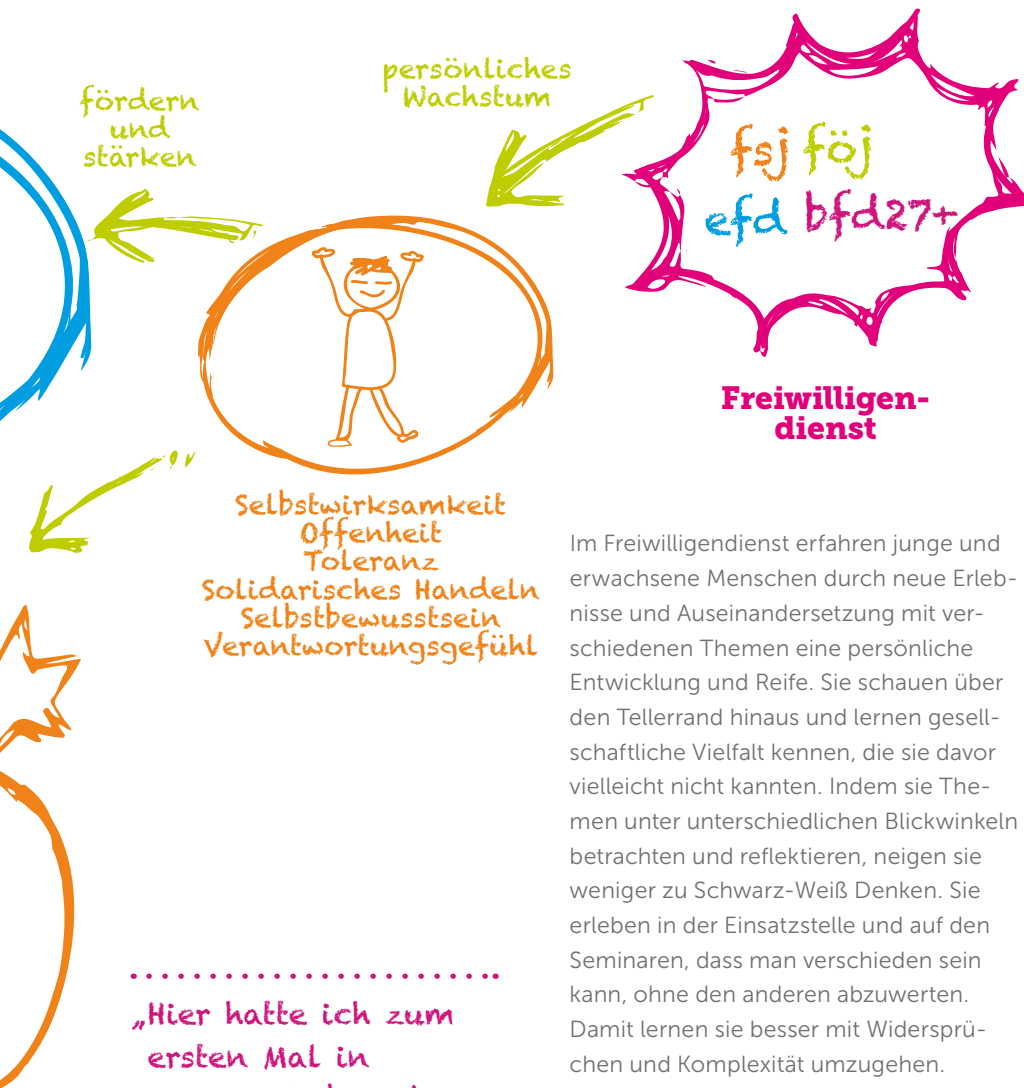 persönliches
Wachstum
fördern
und
stärken
fsj föj
efd bfd27+
Freiwilligen-
dienst
Selbstwirksamkeit
Offenheit
Toleranz
Solidarisches Handeln
Selbstbewusstsein
Verantwortungsgefühl
Im Freiwilligendienst erfahren junge und
erwachsene Menschen durch neue Erleb-
nisse und Auseinandersetzung mit ver-
schiedenen Themen eine persönliche
Entwicklung und Reife. Sie schauen über
den Tellerrand hinaus und lernen gesell-
schaftliche Vielfalt kennen, die sie davor
vielleicht nicht kannten. Indem sie The-
men unter unterschiedlichen Blickwinkeln
betrachten und reflektieren, neigen sie
weniger zu Schwarz-Weiß Denken. Sie
erleben in der Einsatzstelle und auf den
Seminaren, dass man verschieden sein
kann, ohne den anderen abzuwerten.
Damit lernen sie besser mit Widersprü-
chen und Komplexität umzugehen.
„Hier hatte ich zum
ersten Mal in